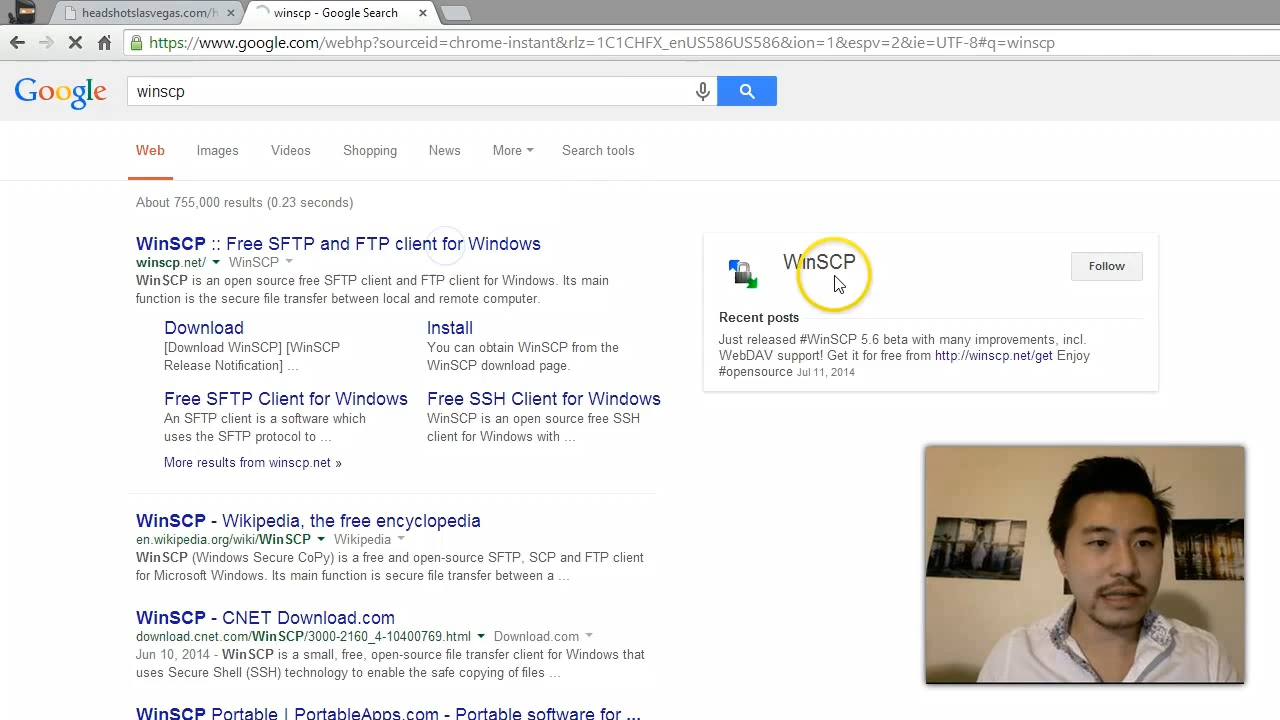 headshotslasvegas.com/h
winscp - Google Search
https://www.google.com/webhp?sourceid=chrome-instant&rlz=1C1CHFX_enUS586US586&ion=1&espv=2&ie=UTF-8#q=winscp
Google
winscp
Web Images Videos Shopping News More Search tools
About 755,000 results (0.23 seconds)
WinSCP :: Free SFTP and FTP client for Windows
winscp.net/ WinSCP
WinSCP is an open source free SFTP client and FTP client for Windows. Its main
function is the secure file transfer between local and remote computer.
Download
[Download WinSCP] [WinSCP
Release Notification] ...
Install
You can obtain WinSCP from the
WinSCP download page.
Free SFTP Client for Windows
An SFTP client is a software which
uses the SFTP protocol to ...
Free SSH Client for Windows
WinSCP is an open source free SSH
client for Windows with ...
More results from winscp.net »
WinSCP - Wikipedia, the free encyclopedia
en.wikipedia.org/wiki/WinSCP Wikipedia
WinSCP (Windows Secure CoPy) is a free and open-source SFTP, SCP and FTP client
for Microsoft Windows. Its main function is secure file transfer between a ...
WinSCP - CNET Download.com
download.cnet.com/WinSCP/3000-2160_4-10400769.html Download.com
Jun 10, 2014 - WinSCP is a small, free, open-source file transfer client for Windows that
uses Secure Shell (SSH) technology to enable the safe copying of files ...
WinSCP Portable | PortableApps.com - Portable software for ...
WinSCP
Follow
Recent posts
Just released #WinSCP 5.6 beta with many improvements, incl.
WebDAV support! Get it for free from http://winscp.net/get Enjoy
#opensource Jul 11, 2014